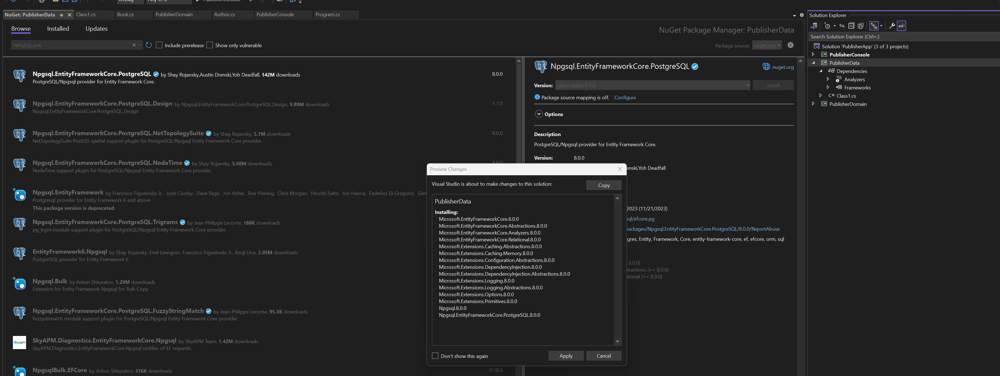 NuGet: PublisherData
Class1.cs
Book.cs
PublisherDomain
Author.cs
PublisherConsole
Program.cs
Browse
Installed
Updates
NuGet Package Manager: PublisherData
NPGSQL.enti
Include prerelease
Show only vulnerable
Package source:
nuget.org
Npgsql.EntityFrameworkCore.PostgreSQL by Shay Rojansky,Austin Drenski,Yoh Deadfall, 142M downloads
8.0.0
PostgreSQL/Npgsql provider for Entity Framework Core.
Npgsql.EntityFrameworkCore.PostgreSQL.Design by Npgsql.EntityFrameworkCore.PostgreSQL.Design, 9.89M downloads
1.1.0
Npgsql.EntityFrameworkCore.PostgreSQL.Design
Npgsql.EntityFrameworkCore.PostgreSQL.NetTopologySuite by Shay Rojansky, 5.7M downloads
8.0.0
NetTopologySuite PostGIS spatial support plugin for PostgreSQL/Npgsql Entity Framework Core provider.
Npgsql.EntityFrameworkCore.PostgreSQL.NodaTime by Shay Rojansky, 5.08M downloads
8.0.0
NodaTime support plugin for PostgreSQL/Npgsql Entity Framework Core provider.
Npgsql.EntityFramework by Francisco Figueiredo Jr., Josh Cooley, Dave Page, Jon Asher, Brar Piening, Chris Morgan, Hiroshi Saito, Jon Hanna, Federico Di Gregorio, Glen
Postgresql provider for Entity Framework 6 and above
This package version is deprecated.
Npgsql.EntityFrameworkCore.PostgreSQL.Trigrams by Jean-Philippe Leconte, 180K downloads
pg_trgm module support plugin for PostgreSQL/Npgsql Entity Framework Core provider.
EntityFramework6.Npgsql by Shay Rojansky, Emil Lenngren, Francisco Figueiredo Jr., Kenji Uno, 2.05M downloads
PostgreSQL provider for Entity Framework 6
Npgsql.Bulk by Anton Shkuratov, 1.29M downloads
Extension for Entity Framework Npgsql for Bulk Copy
Npgsql.EntityFrameworkCore.PostgreSQL.FuzzyStringMatch by Jean-Philippe Leconte, 95.3K downloads
fuzzystrmatch module support plugin for PostgreSQL/Npgsql Entity Framework Core provider.
Skyapm
SkyAPM.Diagnostics.EntityFrameworkCore.Npgsql by SkyAPM Team, 1.42M downloads
SkyAPM.Diagnostics.EntityFrameworkCore.Npgsql notifies of EF requests.
NpgsqlBulk.EFCore by Anton Shkuratov, 376K downloads
0.10.3
Npgsql.EntityFrameworkCore.PostgreSQL
nuget.org
Version:
Latest stable 8.0.0
Install
Package source mapping is off. Configure
Options
Description
PostgreSQL/Npgsql provider for Entity Framework Core.
Version: 8.0.0
enski,Yoh Deadfall
2023 (11/21/2023)
sql/efcore.pg
packages/Npgsql.EntityFrameworkCore.PostgreSQL/8.0.0/ReportAbuse
gres, Entity, Framework, Core, entity-framework-core, ef, efcore, orm, sql
8.0.0)
stractions (>= 8.0.0)
ational (>= 8.0.0)
Preview Changes
Visual Studio is about to make changes to this solution:
Copy
PublisherData
Installing:
Microsoft.EntityFrameworkCore.8.0.0
Microsoft.EntityFrameworkCore.Abstractions.8.0.0
Microsoft.EntityFrameworkCore.Analyzers.8.0.0
Microsoft.EntityFrameworkCore.Relational.8.0.0
Microsoft.Extensions.Caching.Abstractions.8.0.0
Microsoft.Extensions.Caching.Memory.8.0.0
Microsoft.Extensions.Configuration.Abstractions.8.0.0
Microsoft.Extensions.DependencyInjection.8.0.0
Microsoft.Extensions.DependencyInjection.Abstractions.8.0.0
Microsoft.Extensions.Logging.8.0.0
Microsoft.Extensions.Logging.Abstractions.8.0.0
Microsoft.Extensions.Options.8.0.0
Microsoft.Extensions.Primitives.8.0.0
Npgsql.8.0.0
Npgsql.EntityFrameworkCore.PostgreSQL.8.0.0
Don't show this again
Apply
Cancel
Solution Explorer
Search Solution Explorer (Ctrl+;)
Solution 'PublisherApp' (3 of 3 projects)
PublisherConsole
PublisherData
Dependencies
Analyzers
Frameworks
C# Class1.cs
PublisherDomain